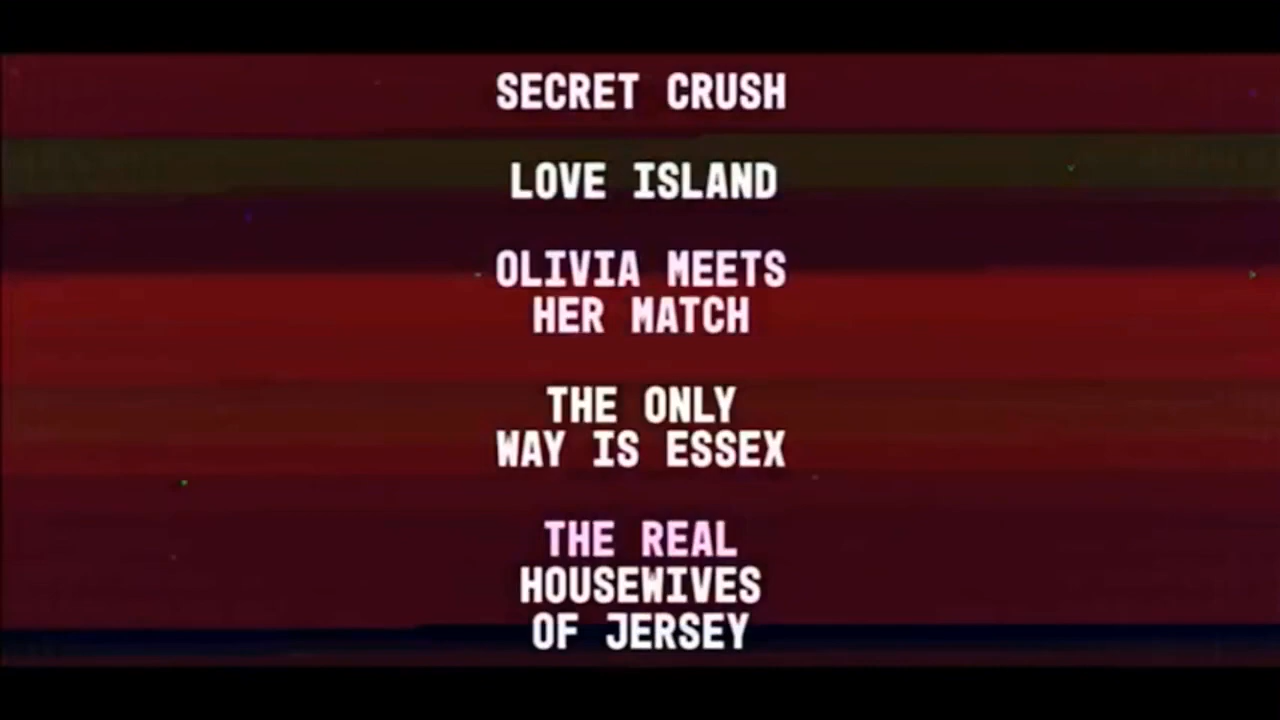 SECRET CRUSH
LOVE ISLAND
OLIVIA MEETS
HER MATCH
THE ONLY
WAY IS ESSEX
THE REAL
HOUSEWIVES
OF JERSEY